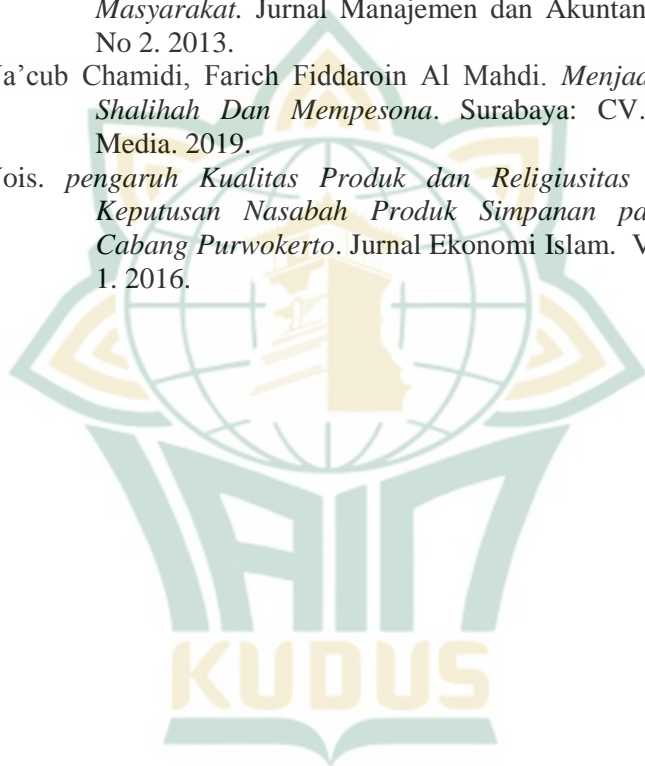 Masyarakat. Jurnal Manajemen dan Akuntan
No 2. 2013.
a'cub Chamidi, Farich Fiddaroin Al Mahdi. Menjad
Shalihah Dan Mempesona. Surabaya: CV.
Media. 2019.
ois. pengaruh Kualitas Produk dan Religiusitas
Keputusan Nasabah Produk Simpanan pa
Cabang Purwokerto. Jurnal Ekonomi Islam. V
1. 2016.
IAIN
KUDUS